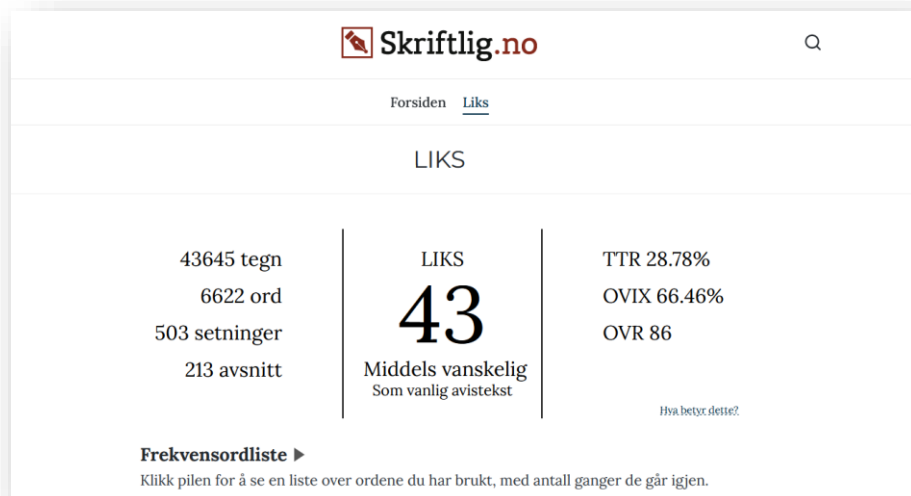 Skriftlig.no
Forsiden Liks
LIKS
43645 tegn
6622 ord
503 setninger
213 avsnitt
LIKS
43
Middels vanskelig
Som vanlig avistekst
TTR 28.78%
OVIX 66.46%
OVR 86
Hva betyr dette?
Frekvensordliste
Klikk pilen for å se en liste over ordene du har brukt, med antall ganger de går igjen.